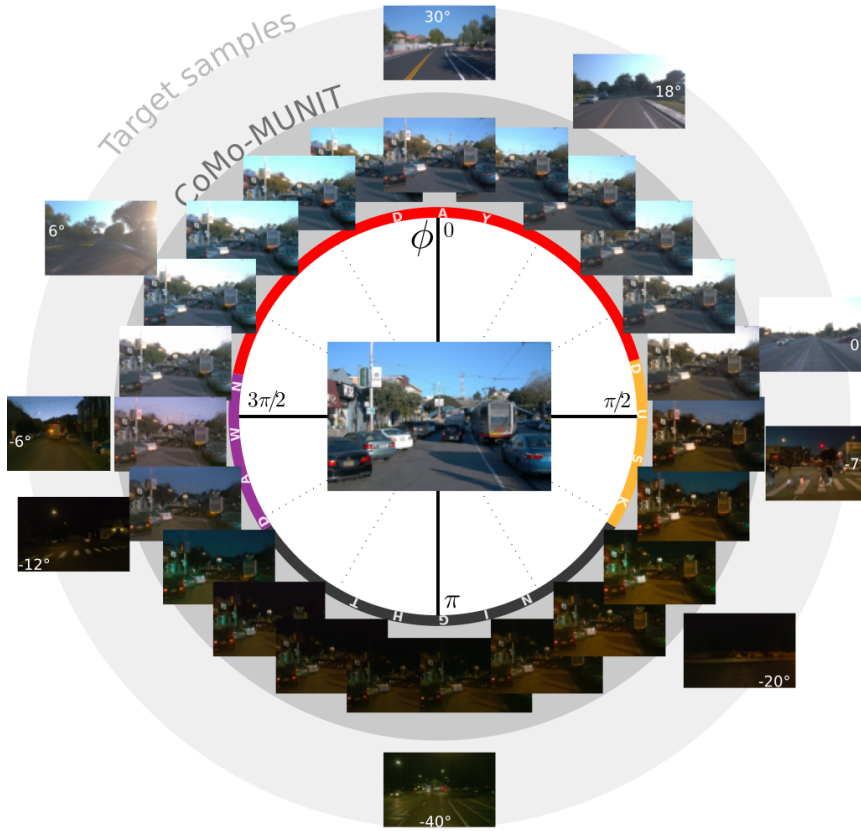 Target samples
CoMo-MUNIT
30°
18°
6°
0
-6°
-7
-12°
-20°
-40°
DAY
DUSK
NIGHT
DAWN
ϕ
0
π/2
π
3π/2